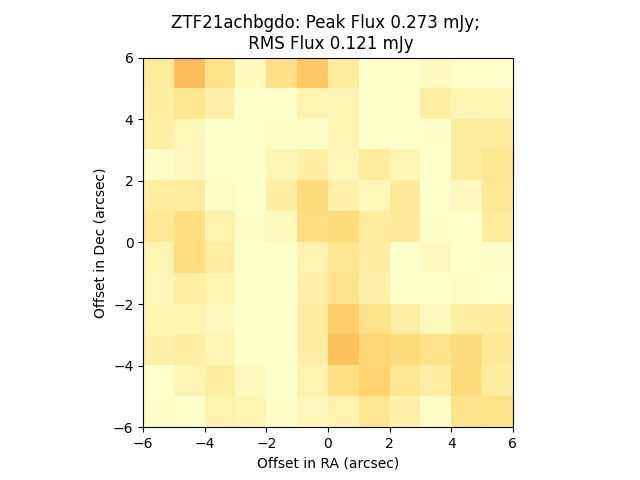 ZTF21achbgdo: Peak Flux 0.273 mJy;
RMS Flux 0.121 mJy
6
4
2
0
−2
−4
−6
Offset in Dec (arcsec)
−6 −4 −2 0 2 4 6
Offset in RA (arcsec)